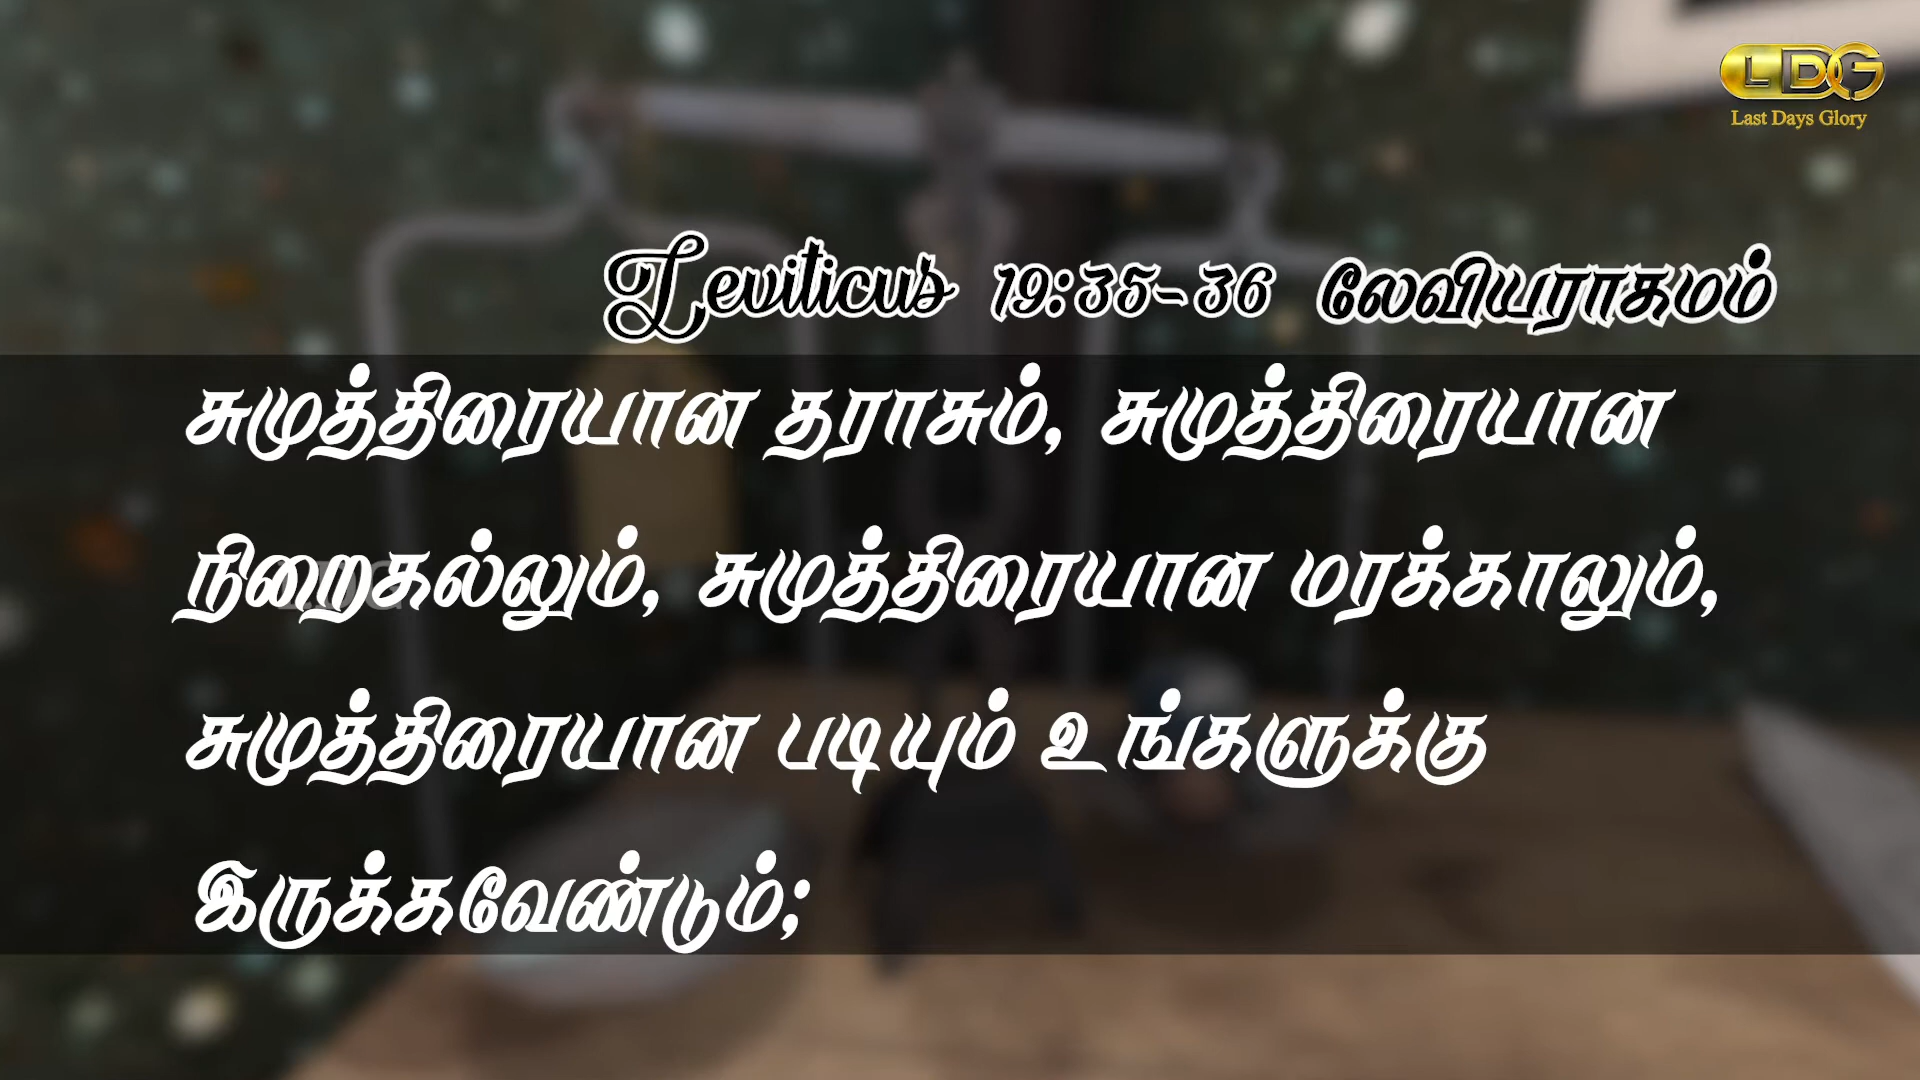 LDG
Last Days Glory
Leviticus 19:35-36 லேவியராகமம்
சுமுத்திரையான தராசும், சுமுத்திரையான
நிறைகல்லும், சுமுத்திரையான மரக்காலும்,
சுமுத்திரையான படியும் உங்களுக்கு
இருக்கவேண்டும்;